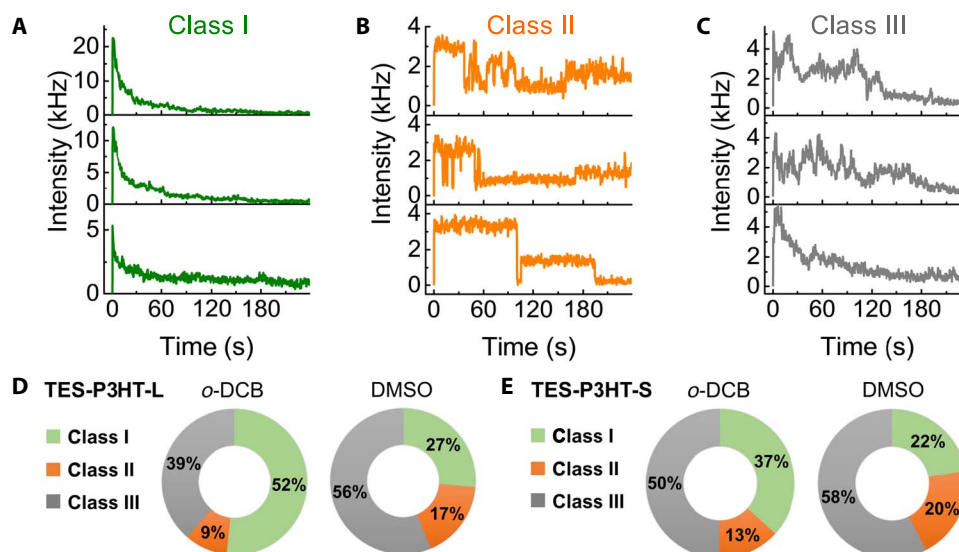 A Class I
20
10
0
10
5
0
5
0
Intensity (kHz)
0 60 120 180
Time (s)
B Class II
4
2
0
4
2
0
4
2
0
Intensity (kHz)
0 60 120 180
Time (s)
C Class III
4
2
0
4
2
0
4
2
0
Intensity (kHz)
0 60 120 180
Time (s)
D TES-P3HT-L o-DCB DMSO
Class I
Class II
Class III
39%
52%
9%
27%
56%
17%
E TES-P3HT-S o-DCB DMSO
Class I
Class II
Class III
50%
37%
13%
22%
58%
20%